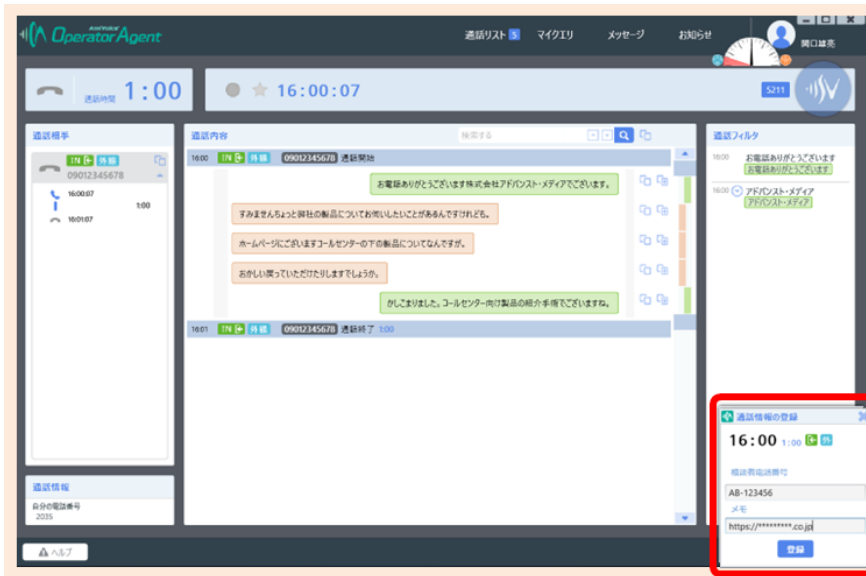 AmiVoice
Operator Agent
通話リスト 5 マイクエリ メッセージ お知らせ
関口雄亮
通話時間 1:00
16:00:07
5211
通話相手
IN 外線
09012345678
16:00:07
1:00
16:01:07
通話内容
検索する
16:00 IN 外線 09012345678 通話開始
お電話ありがとうございます株式会社アドバンスト・メディアでございます。
すみませんちょっと御社の製品についてお伺いしたいことがあるんですけれども。
ホームページにございますコールセンターの下の製品についてなんですが。
おかしい戻っていただけたりしますでしょうか。
かしこまりました。コールセンター向け製品の紹介手術でございますね。
16:01 IN 外線 09012345678 通話終了 1:00
通話フィルタ
16:00 お電話ありがとうございます
お電話ありがとうございます
16:00 アドバンスト・メディア
アドバンスト・メディア
通話情報
自分の電話番号
2035
通話情報の登録
16:00 1:00 外
AB-123456
メモ
https://*********.co.jp
登録
ヘルプ